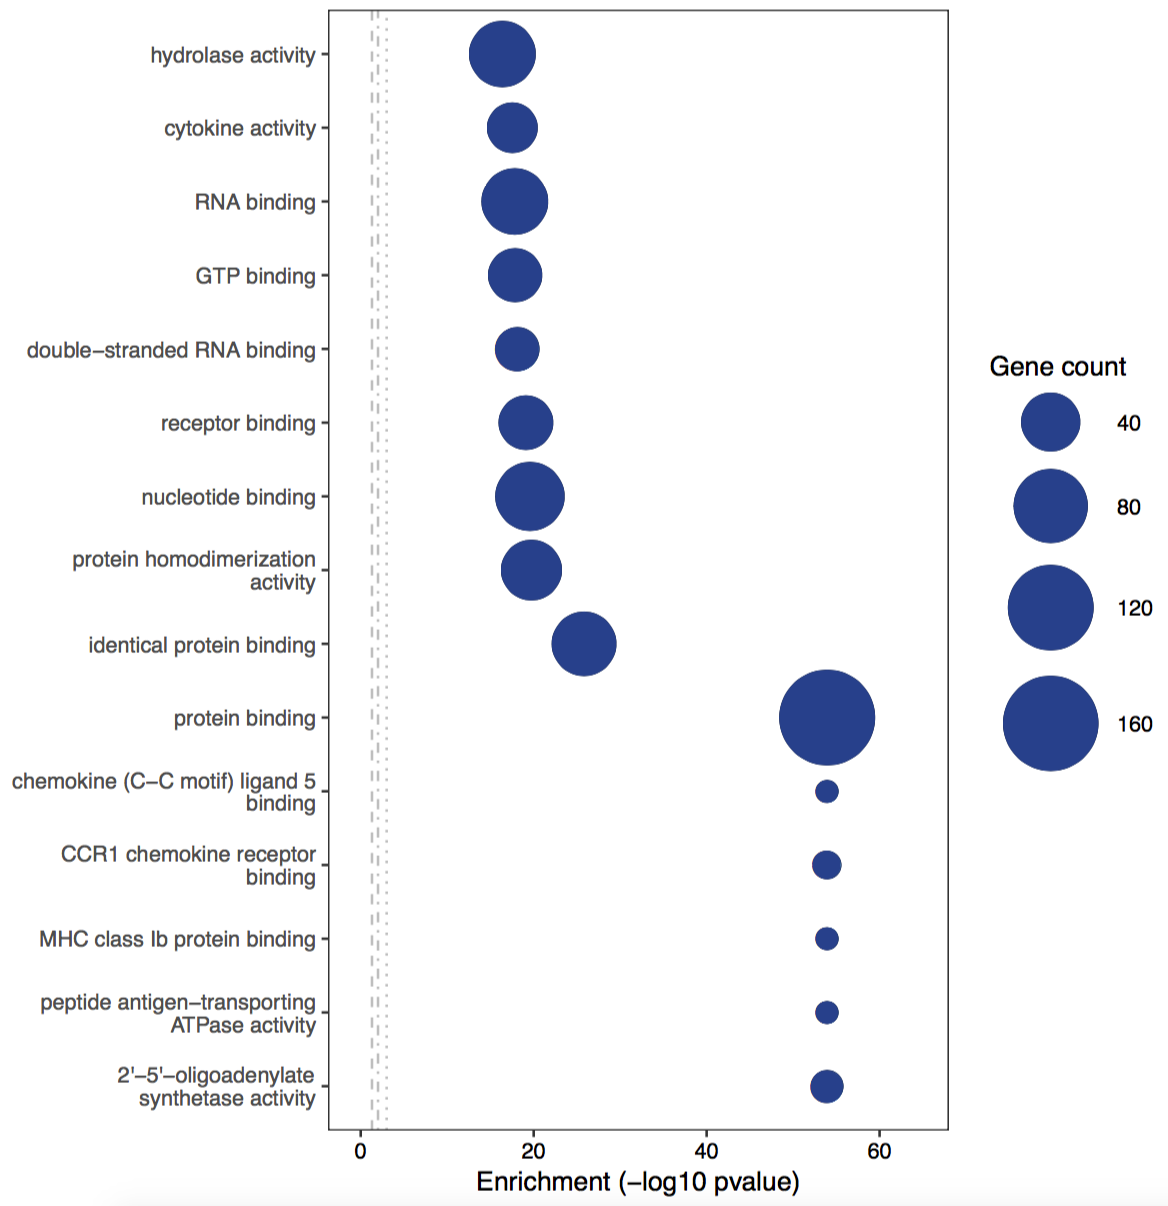 hydrolase activity
cytokine activity
RNA binding
GTP binding
double−stranded RNA binding
receptor binding
nucleotide binding
protein homodimerization
activity
identical protein binding
protein binding
chemokine (C−C motif) ligand 5
binding
CCR1 chemokine receptor
binding
MHC class Ib protein binding
peptide antigen−transporting
ATPase activity
2'−5'−oligoadenylate
synthetase activity
0 20 40 60
Enrichment (−log10 pvalue)
Gene count
40
80
120
160